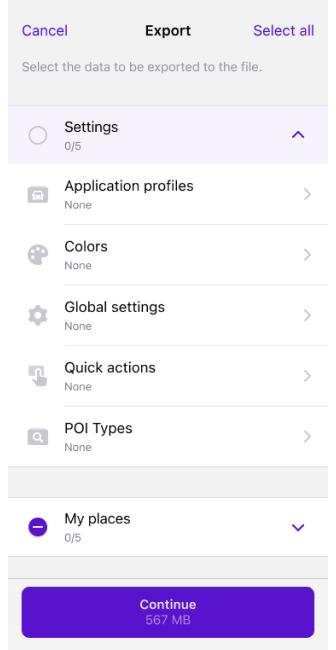 Cancel Export Select all
Select the data to be exported to the file.
Settings
0/5
Application profiles
None
Colors
None
Global settings
None
Quick actions
None
POI Types
None
My places
0/5
Continue
567 MB